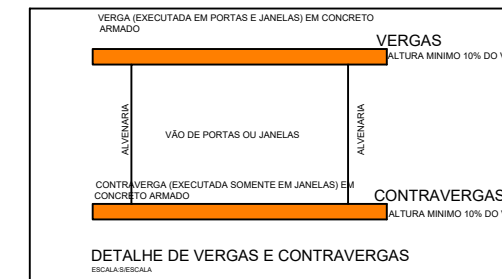 VERGA (EXECUTADA EM PORTAS E JANELAS) EM CONCRETO
ARMADO
VERGAS
ALTURA MINIMO 10% DO
ALVENARIA
VÃO DE PORTAS OU JANELAS
ALVENARIA
CONTRAVERGA (EXECUTADA SOMENTE EM JANELAS) EM
CONCRETO ARMADO
CONTRAVERGAS
ALTURA MINIMO 10% DO
DETALHE DE VERGAS E CONTRAVERGAS
ESCALA:S/ESCALA